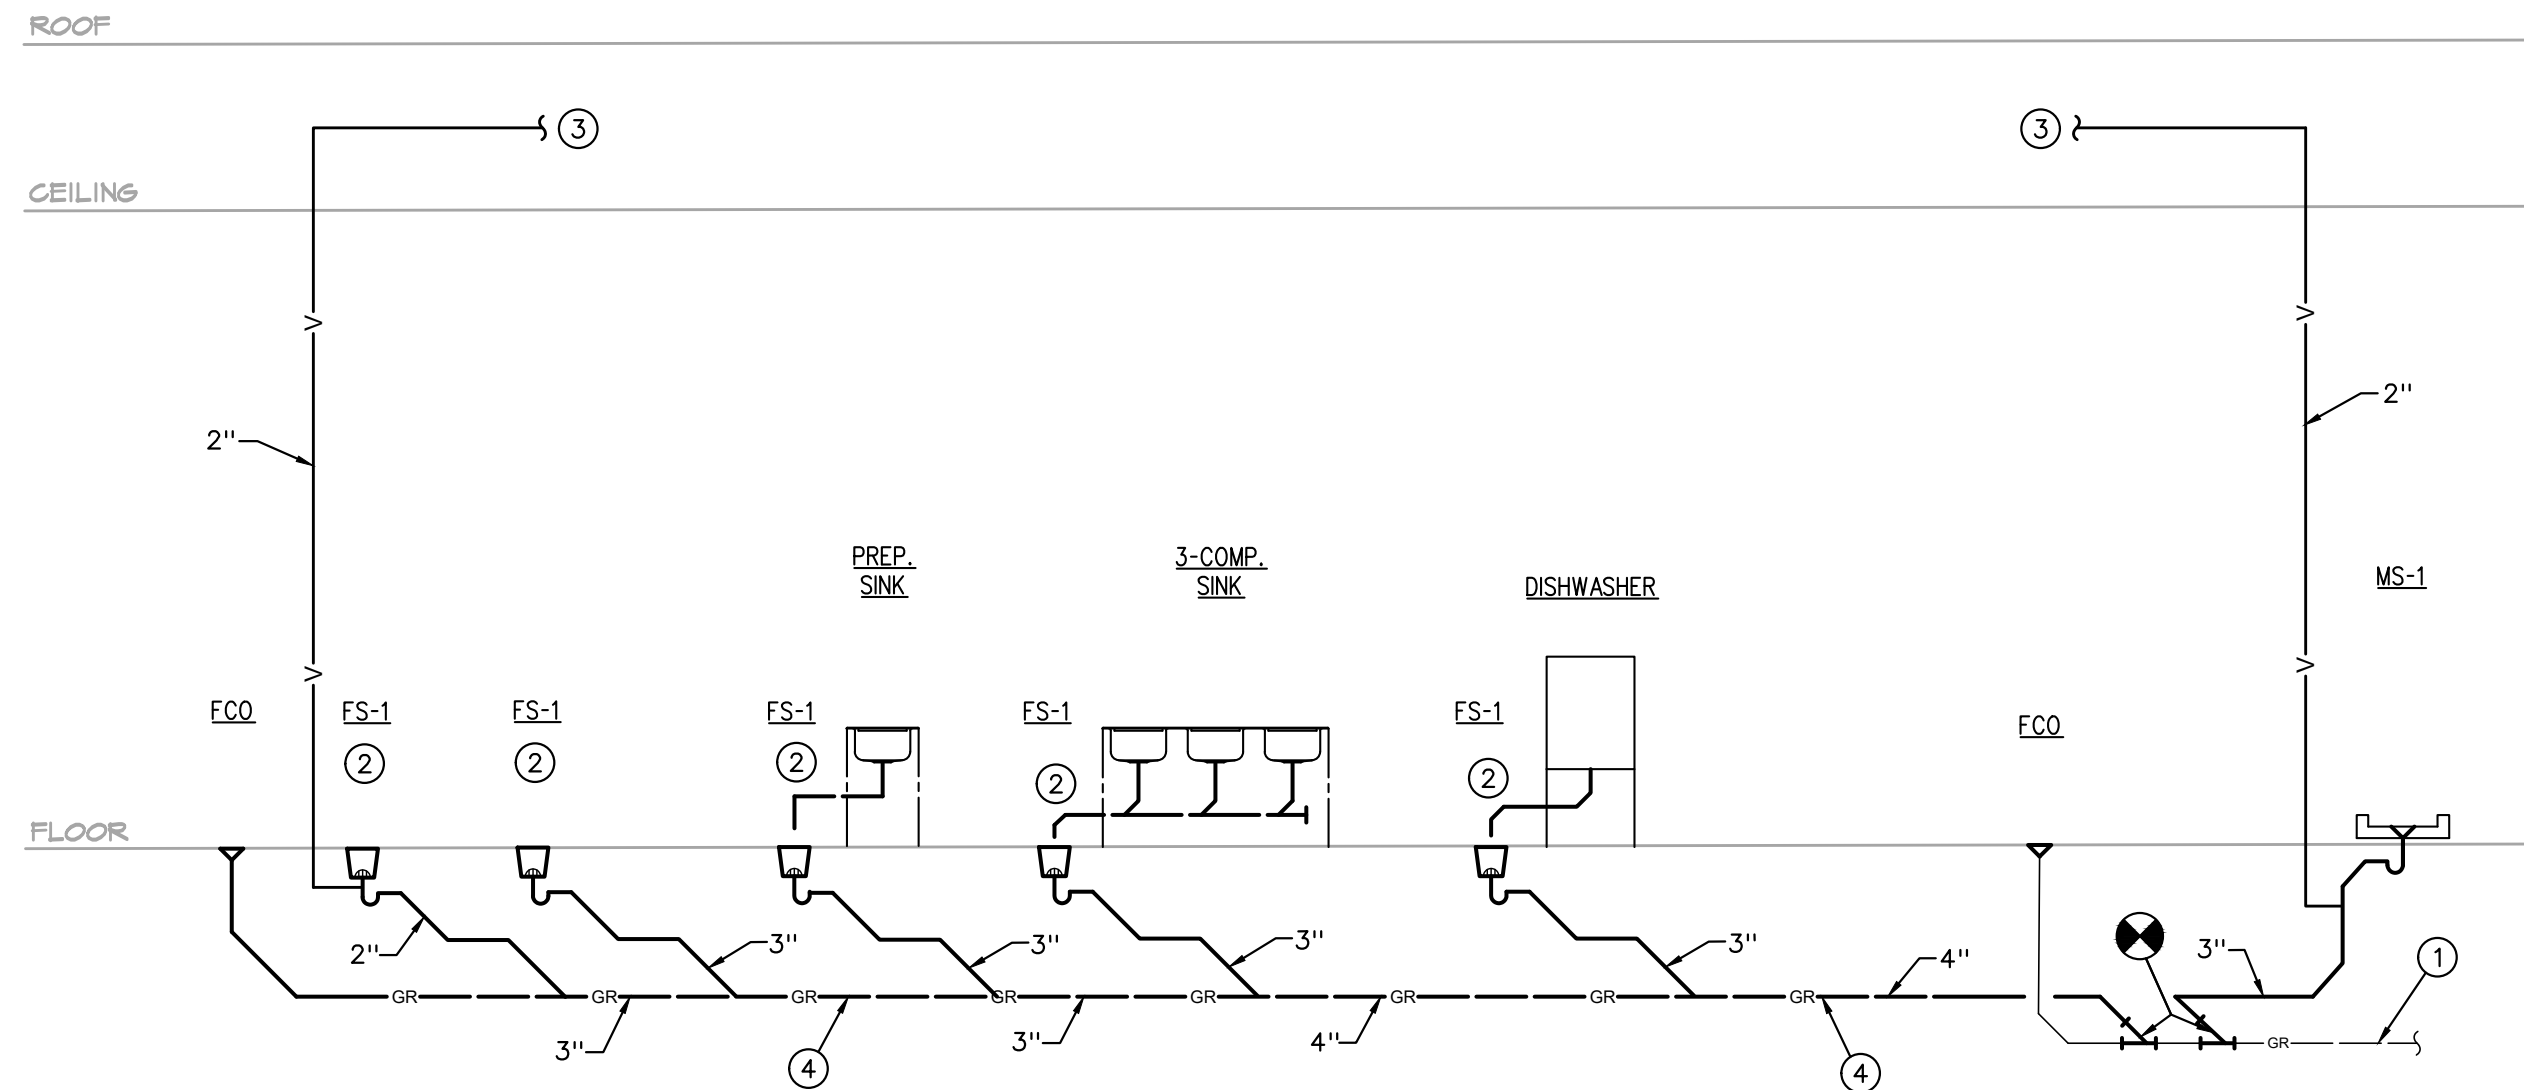 ROOF
3
3
CEILING
V
V
2"
2"
PREP.
SINK
3-COMP.
SINK
DISHWASHER
MS-1
V
V
FCO
FS-1
FS-1
FS-1
FS-1
FS-1
FCO
2
2
2
2
2
FLOOR
2"
3"
3"
3"
3"
4"
3"
1
GR
GR
GR
GR
GR
GR
GR
GR
3"
3"
4"
GR
4
4